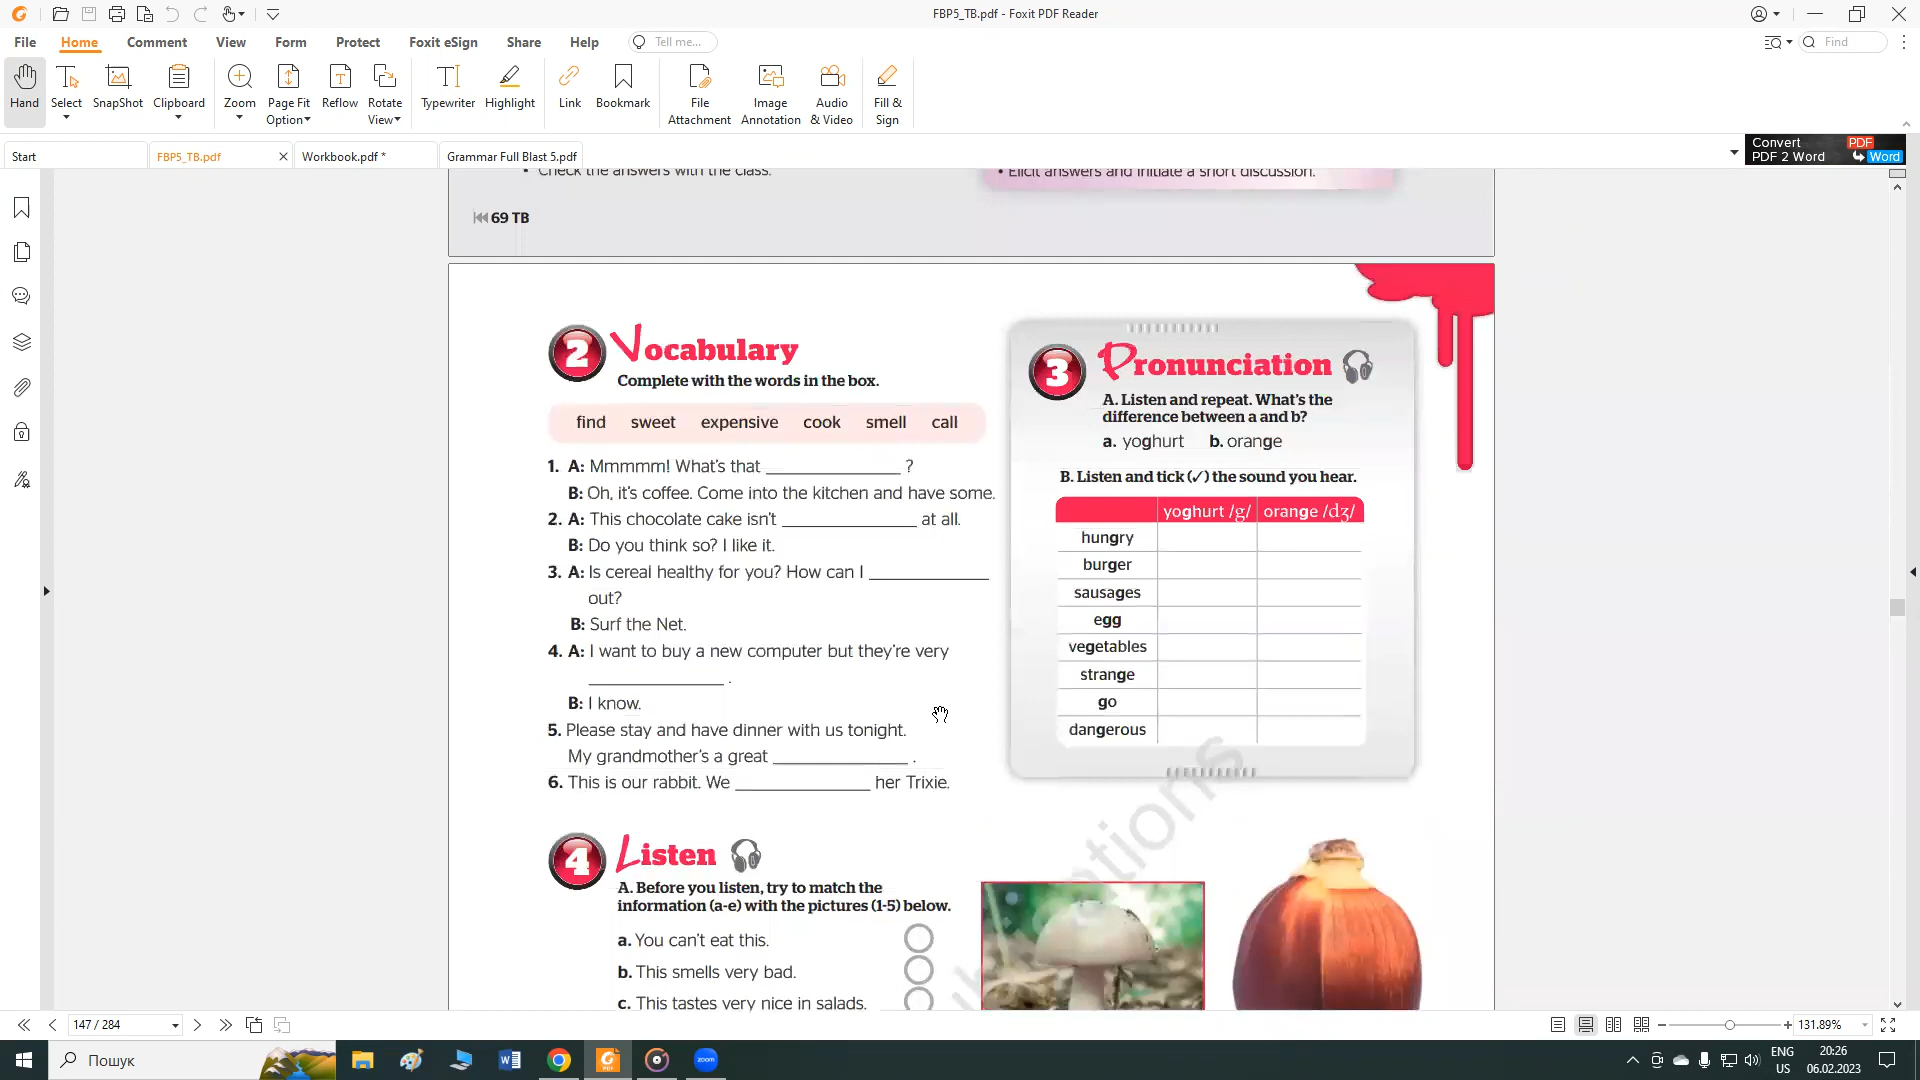 FBP5_TB.pdf - Foxit PDF Reader
File Home Comment View Form Protect Foxit eSign Share Help Tell me... Find
Hand Select SnapShot Clipboard Zoom Page Fit Option Reflow Rotate View Typewriter Highlight Link Bookmark File Attachment Image Annotation Audio & Video Fill & Sign
Start FBP5_TB.pdf Workbook.pdf * Grammar Full Blast 5.pdf
Convert PDF
PDF 2 Word Word
• Check the answers with the class.
• Elicit answers and initiate a short discussion.
69 TB
2 Vocabulary
Complete with the words in the box.
find sweet expensive cook smell call
1. A: Mmmmm! What's that ______________ ?
B: Oh, it's coffee. Come into the kitchen and have some.
2. A: This chocolate cake isn't ______________ at all.
B: Do you think so? I like it.
3. A: Is cereal healthy for you? How can I ______________
out?
B: Surf the Net.
4. A: I want to buy a new computer but they're very
______________ .
B: I know.
5. Please stay and have dinner with us tonight.
My grandmother's a great ______________ .
6. This is our rabbit. We ______________ her Trixie.
3 Pronunciation
A. Listen and repeat. What's the
difference between a and b?
a. yoghurt b. orange
B. Listen and tick (✓) the sound you hear.
yoghurt /g/ orange /dʒ/
hungry
burger
sausages
egg
vegetables
strange
go
dangerous
4 Listen
A. Before you listen, try to match the
information (a-e) with the pictures (1-5) below.
a. You can't eat this.
b. This smells very bad.
c. This tastes very nice in salads.
147 / 284
131.89%
Пошук
W
PDF
zoom
ENG
US
20:26
06.02.2023